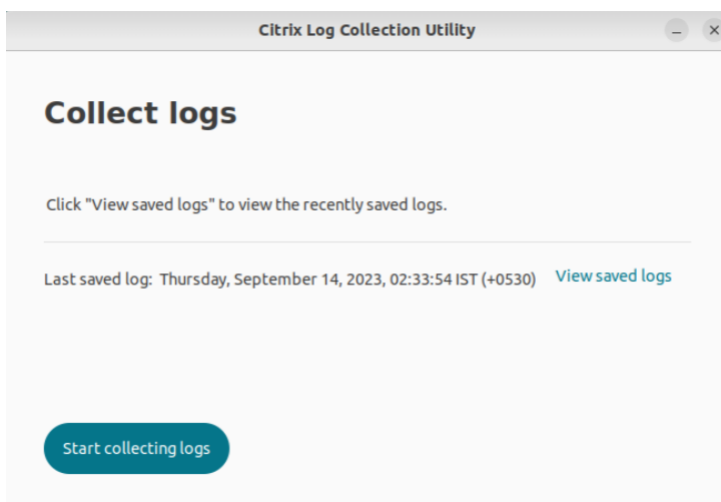 Citrix Log Collection Utility
Collect logs
Click "View saved logs" to view the recently saved logs.
Last saved log: Thursday, September 14, 2023, 02:33:54 IST (+0530) View saved logs
Start collecting logs